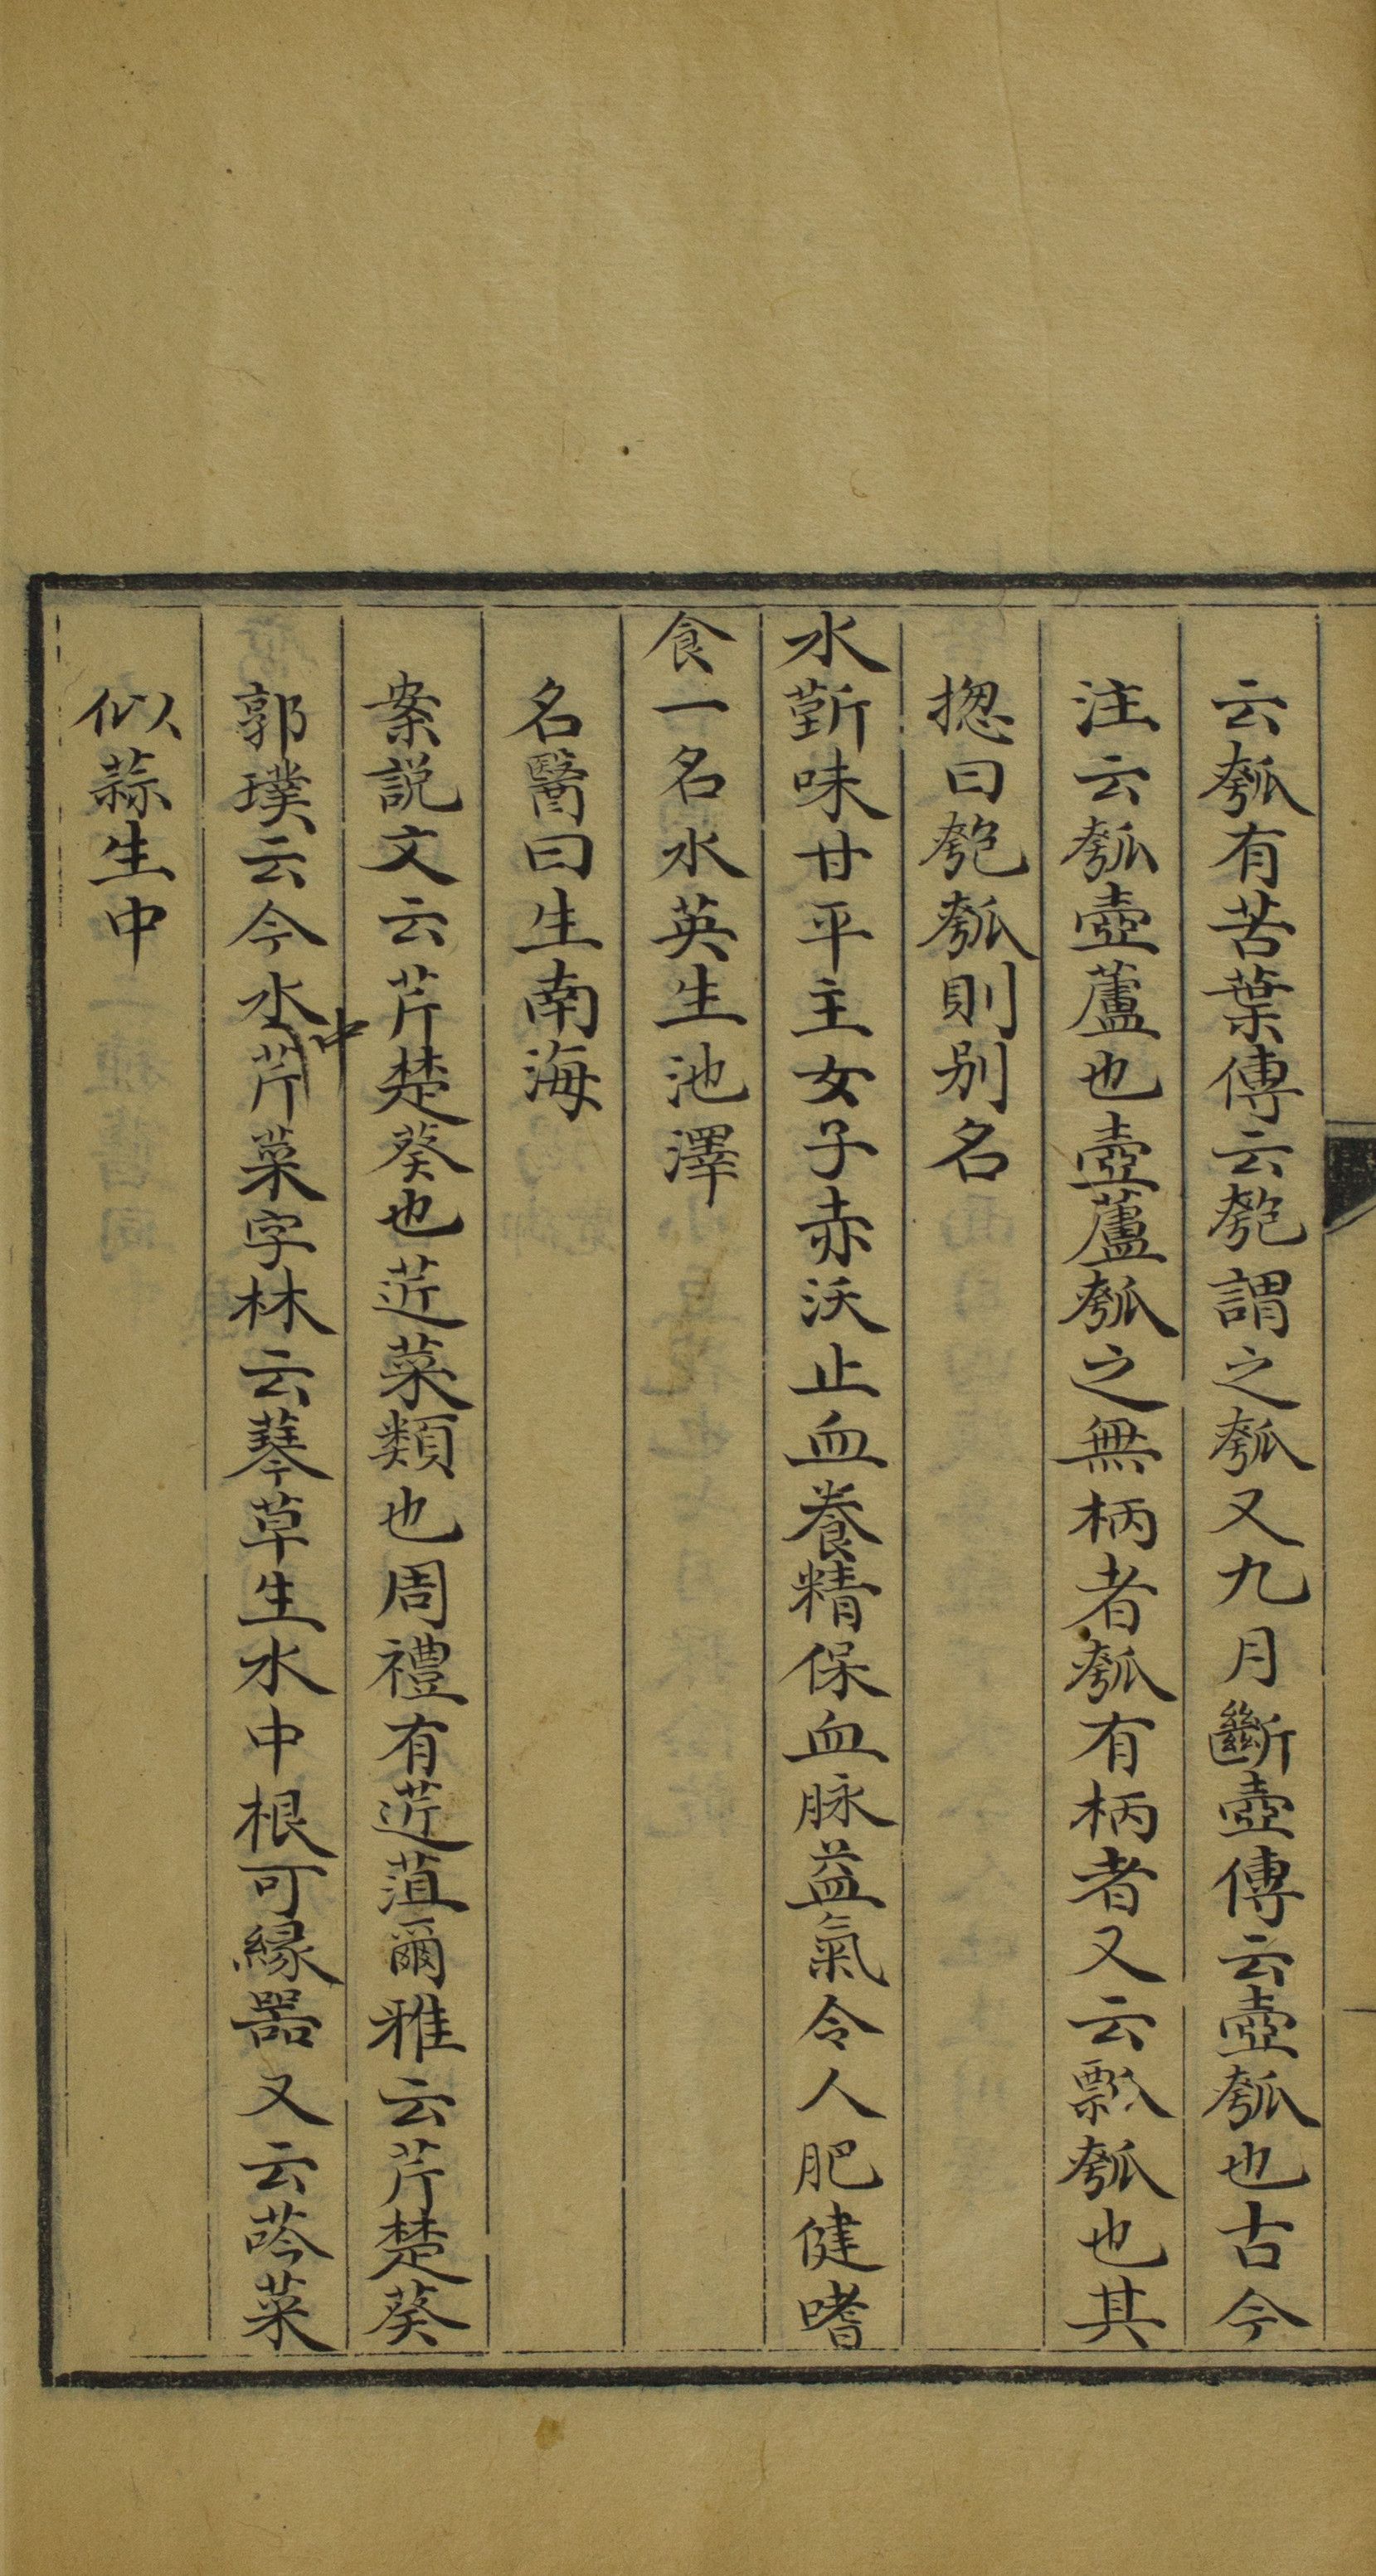 云瓠有苦葉傳云匏謂之瓠又九月斷壺傳云壺瓠也古今
注云瓠壺蘆也壺蘆瓠之無柄者瓠有柄者又云瓢瓠也其
揔曰匏瓠則別名
水蘄味甘平主女子赤沃止血養精保血脉益氣令人肥健嗜
食一名水英生池澤
名醫曰生南海
案說文云芹楚葵也菦菜類也周禮有菦菹爾雅云芹楚葵
郭璞云今水中芹菜字林云䔷草生水中根可緣器又云䓄菜
似蒜生中